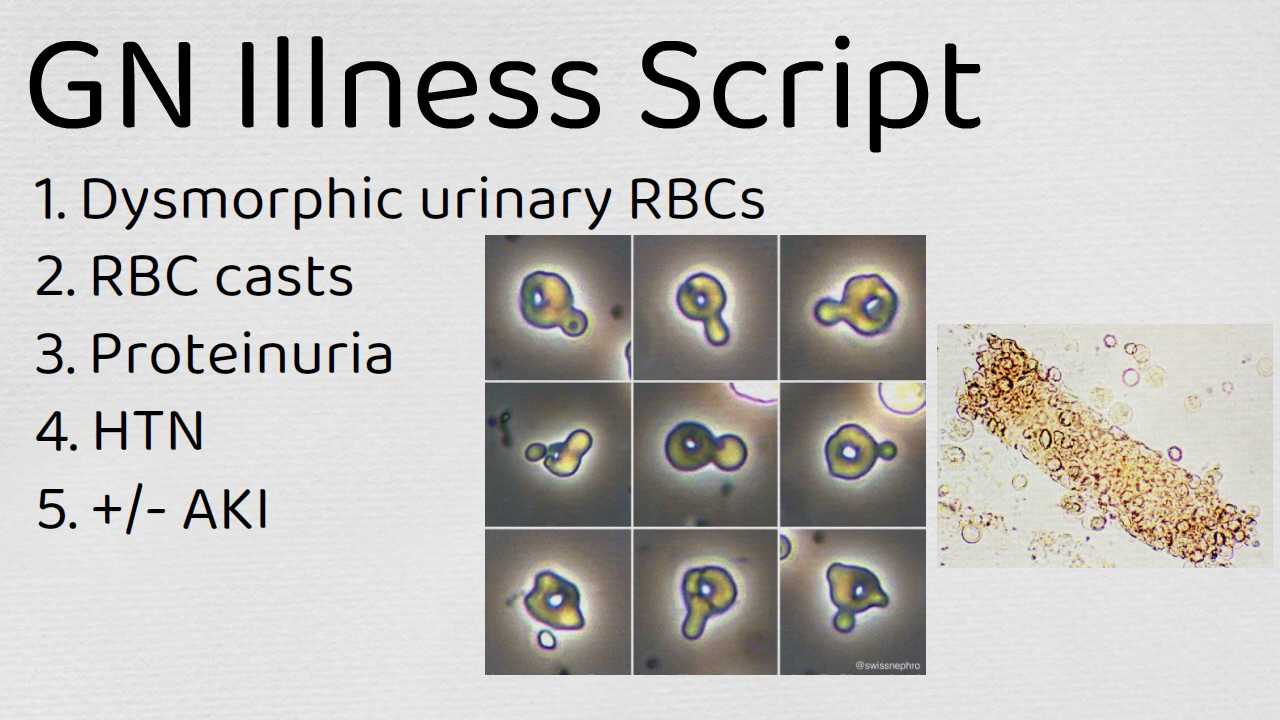 GN Illness Script
1. Dysmorphic urinary RBCs
2. RBC casts
3. Proteinuria
4. HTN
5. +/- AKI
@swissnephro